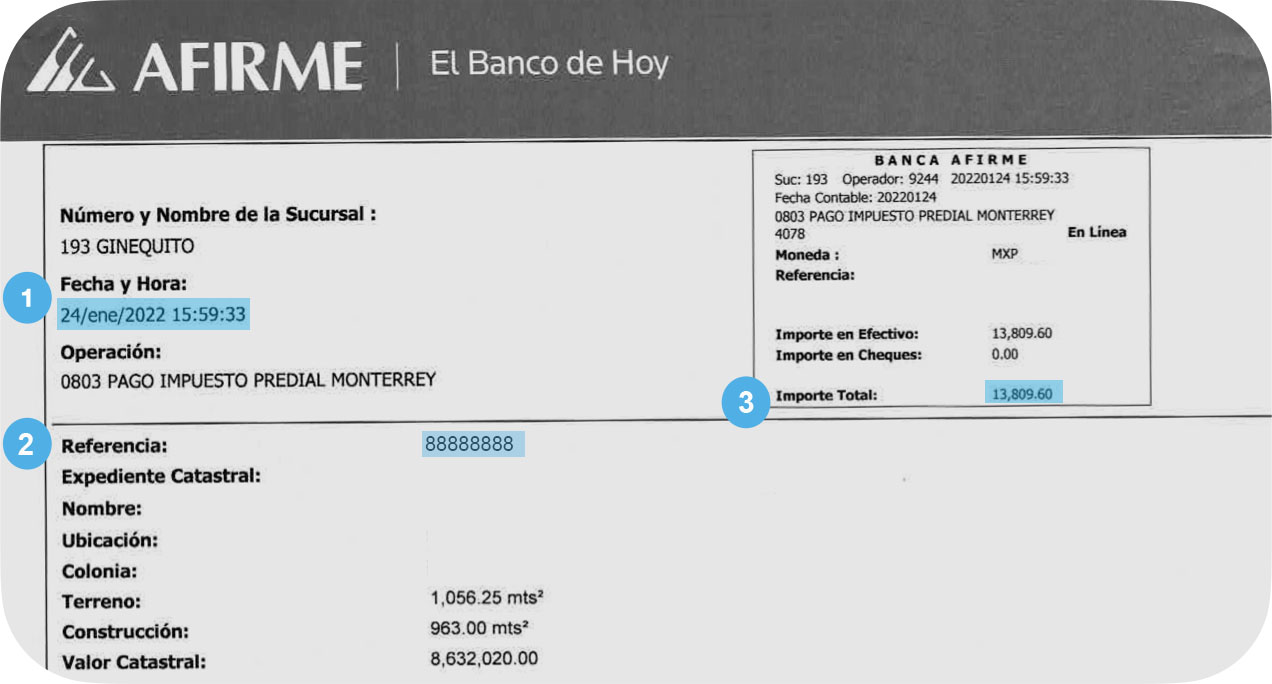 AFIRME | El Banco de Hoy
BANCA AFIRME
Suc: 193 Operador: 9244 20220124 15:59:33
Fecha Contable: 20220124
0803 PAGO IMPUESTO PREDIAL MONTERREY
4078 En Linea
Moneda : MXP
Referencia:
Importe en Efectivo: 13,809.60
Importe en Cheques: 0.00
3 Importe Total: 13,809.60
Número y Nombre de la Sucursal :
193 GINEQUITO
1 Fecha y Hora:
24/ene/2022 15:59:33
Operación:
0803 PAGO IMPUESTO PREDIAL MONTERREY
2 Referencia: 88888888
Expediente Catastral:
Nombre:
Ubicación:
Colonia:
Terreno: 1,056.25 mts²
Construcción: 963.00 mts²
Valor Catastral: 8,632,020.00